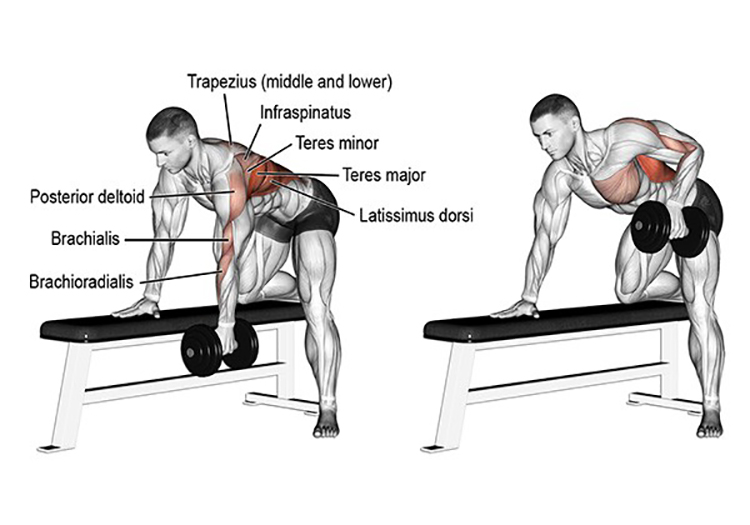 Trapezius (middle and lower)
Infraspinatus
Teres minor
Teres major
Posterior deltoid
Latissimus dorsi
Brachialis
Brachioradialis